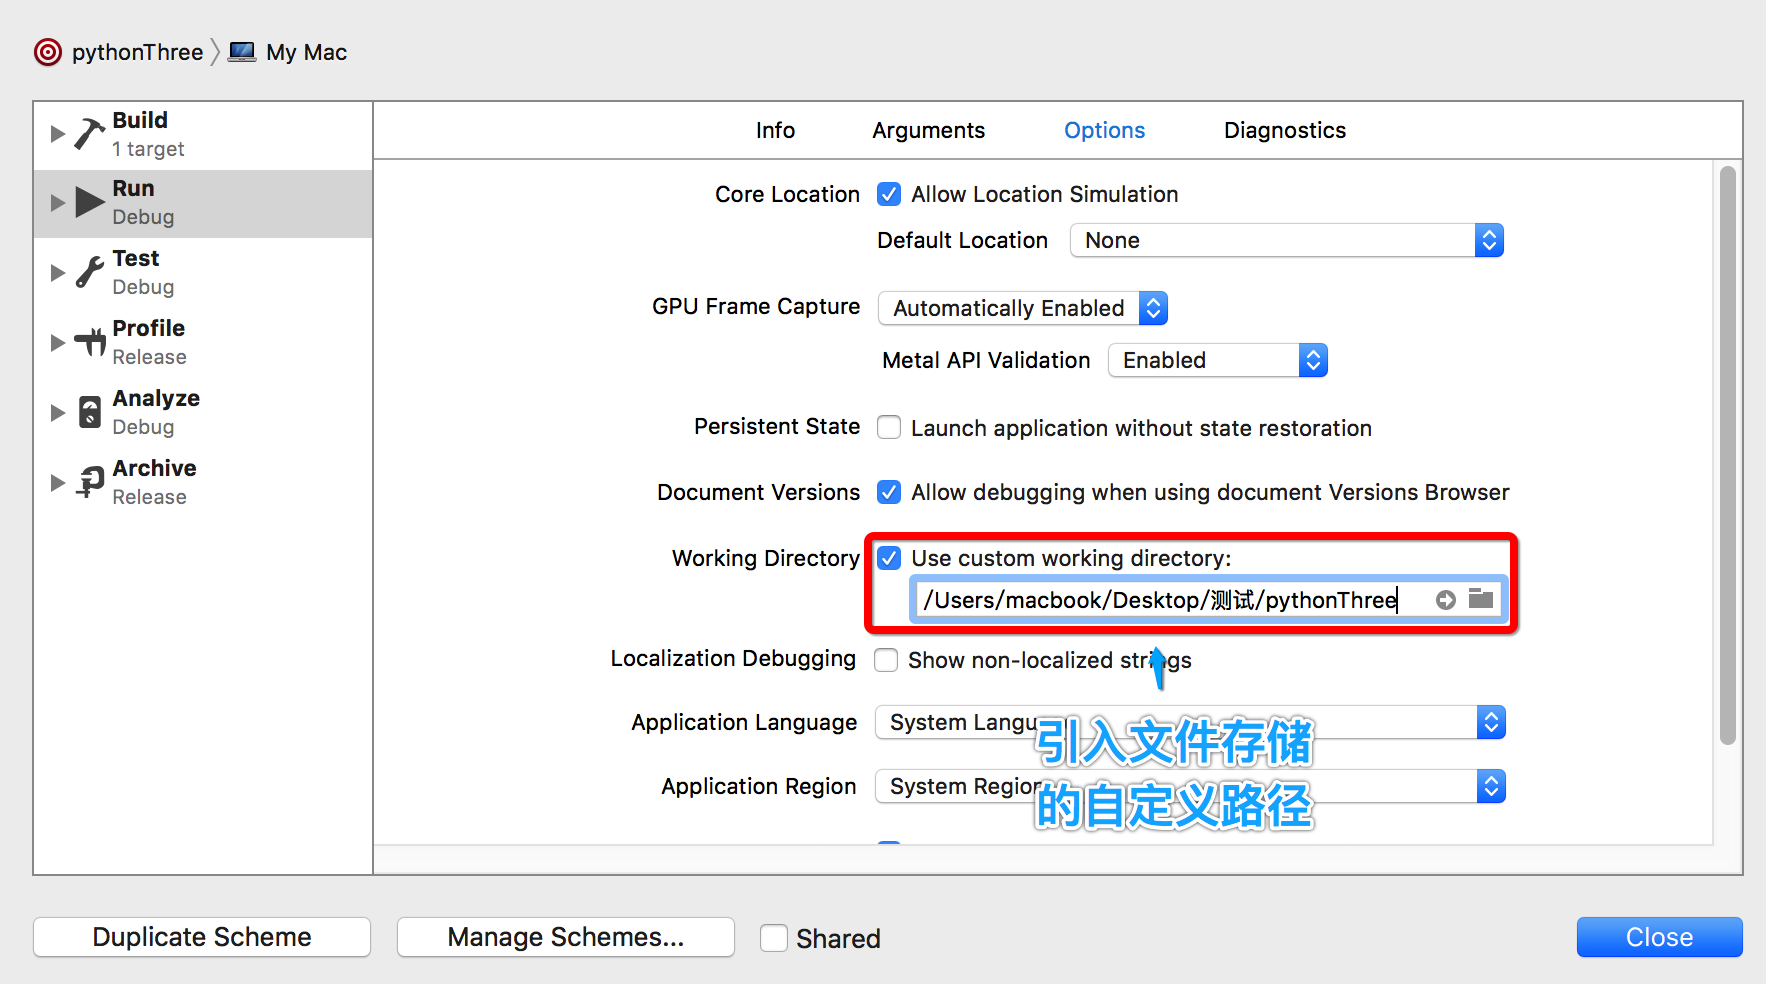 pythonThree
My Mac
Build
1 target
Run
Debug
Test
Debug
Profile
Release
Analyze
Debug
Archive
Release
Info
Arguments
Options
Diagnostics
Core Location
Allow Location Simulation
Default Location
None
GPU Frame Capture
Automatically Enabled
Metal API Validation
Enabled
Persistent State
Launch application without state restoration
Document Versions
Allow debugging when using document Versions Browser
Working Directory
Use custom working directory:
/Users/macbook/Desktop/测试/pythonThree
Localization Debugging
Show non-localized strings
Application Language
System Langu
引入文件存储
Application Region
System Region
的自定义路径
Duplicate Scheme
Manage Schemes...
Shared
Close